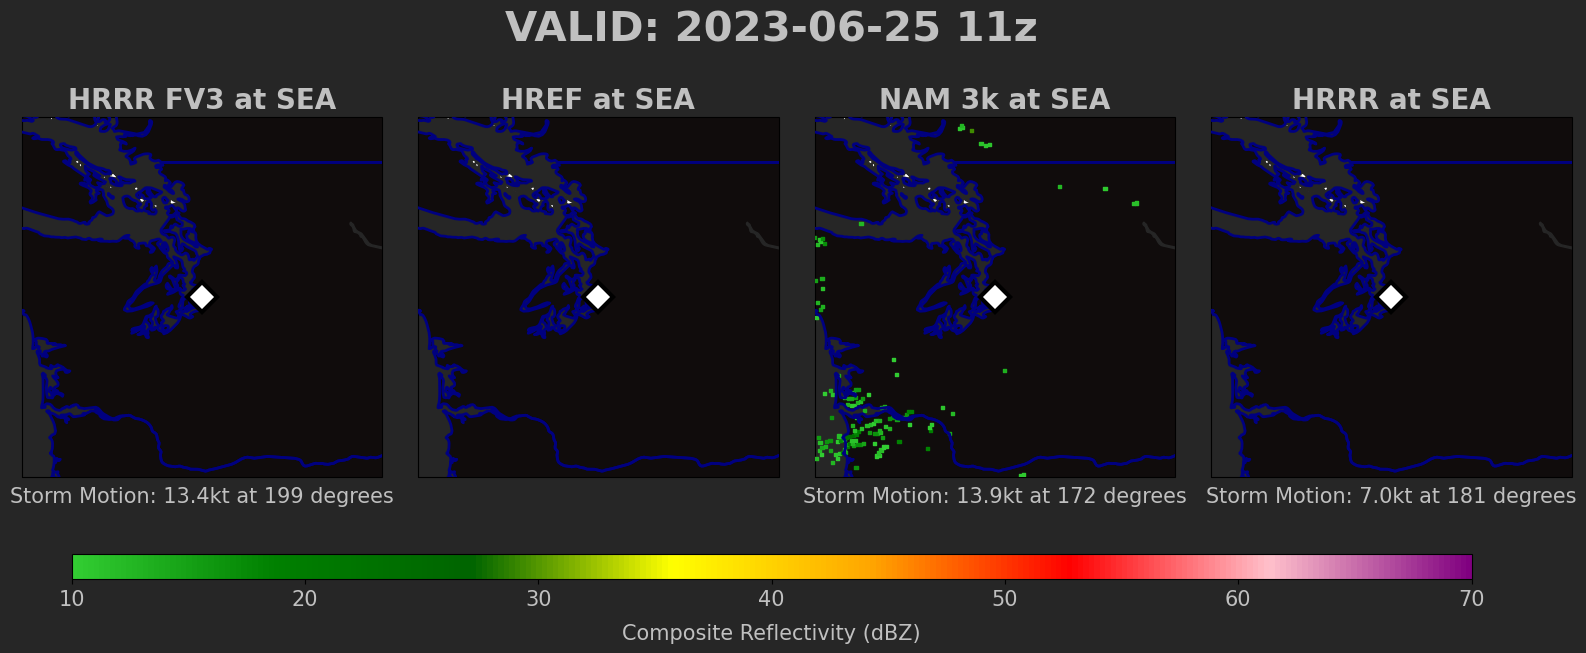 VALID: 2023-06-25 11z
HRRR FV3 at SEA
HREF at SEA
NAM 3k at SEA
HRRR at SEA
Storm Motion: 13.4kt at 199 degrees
Storm Motion: 13.9kt at 172 degrees
Storm Motion: 7.0kt at 181 degrees
10 20 30 40 50 60 70
Composite Reflectivity (dBZ)